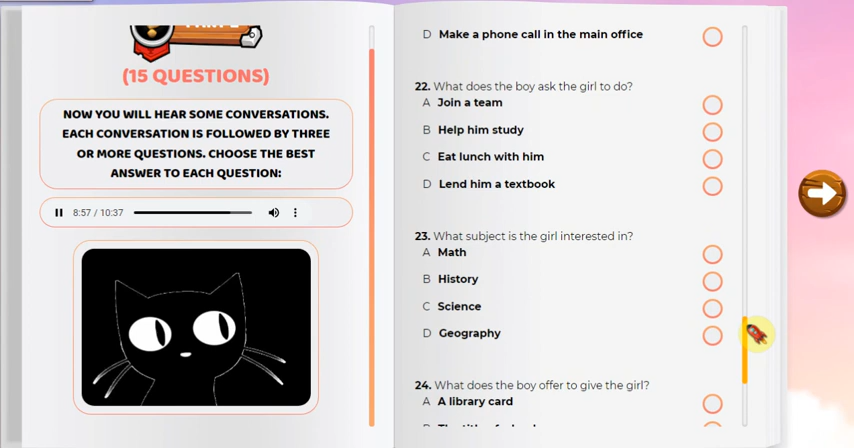 (15 QUESTIONS)
NOW YOU WILL HEAR SOME CONVERSATIONS.
EACH CONVERSATION IS FOLLOWED BY THREE
OR MORE QUESTIONS. CHOOSE THE BEST
ANSWER TO EACH QUESTION:
8:57 / 10:37
D Make a phone call in the main office
22. What does the boy ask the girl to do?
A Join a team
B Help him study
C Eat lunch with him
D Lend him a textbook
23. What subject is the girl interested in?
A Math
B History
C Science
D Geography
24. What does the boy offer to give the girl?
A A library card